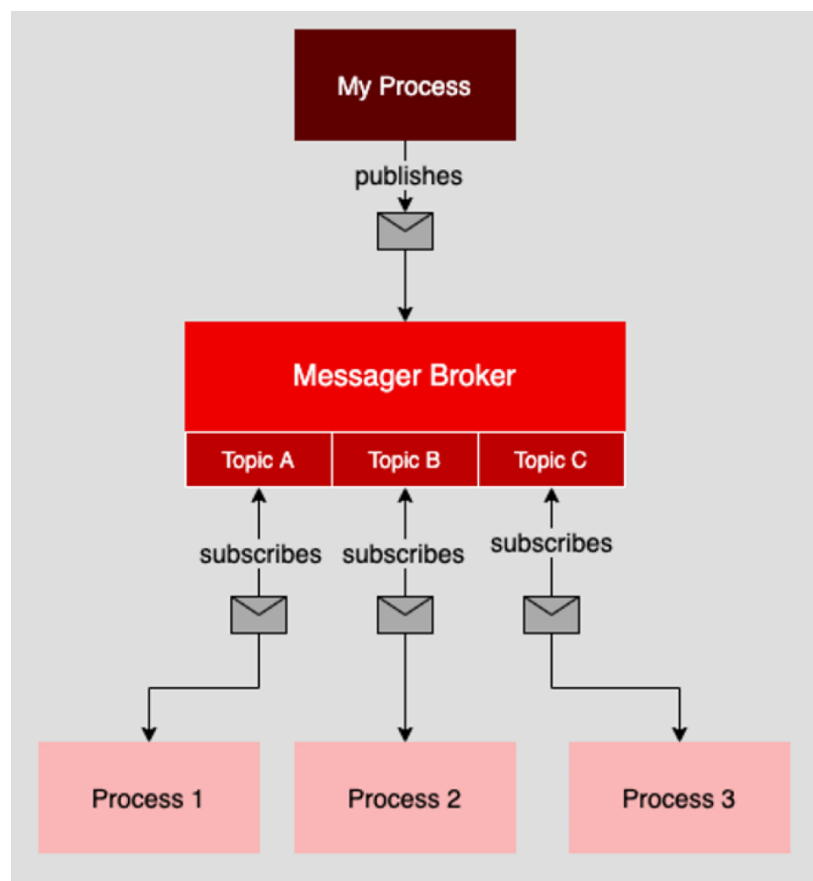 My Process
publishes
Messager Broker
Topic A
Topic B
Topic C
subscribes
subscribes
subscribes
Process 1
Process 2
Process 3